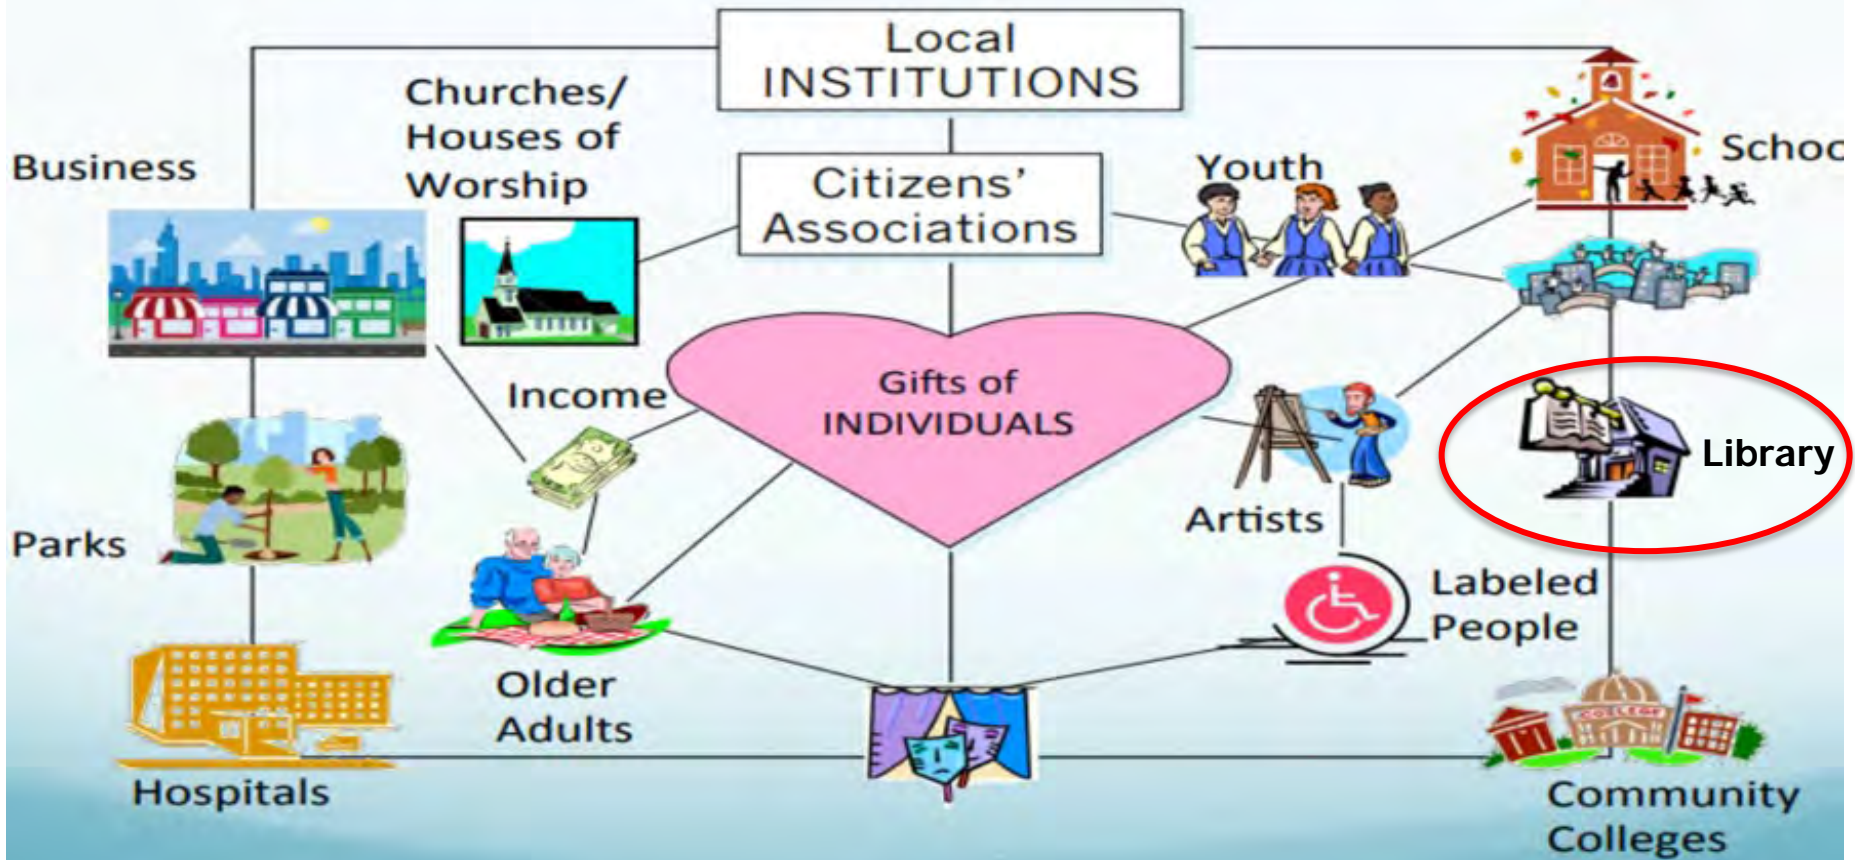 Local
INSTITUTIONS
Churches/
Houses of
Worship
Business
Citizens’
Associations
Youth
Schoo
Income
Gifts of
INDIVIDUALS
Library
Artists
Parks
Labeled
People
Older
Adults
COLLEGE
Hospitals
Community
Colleges